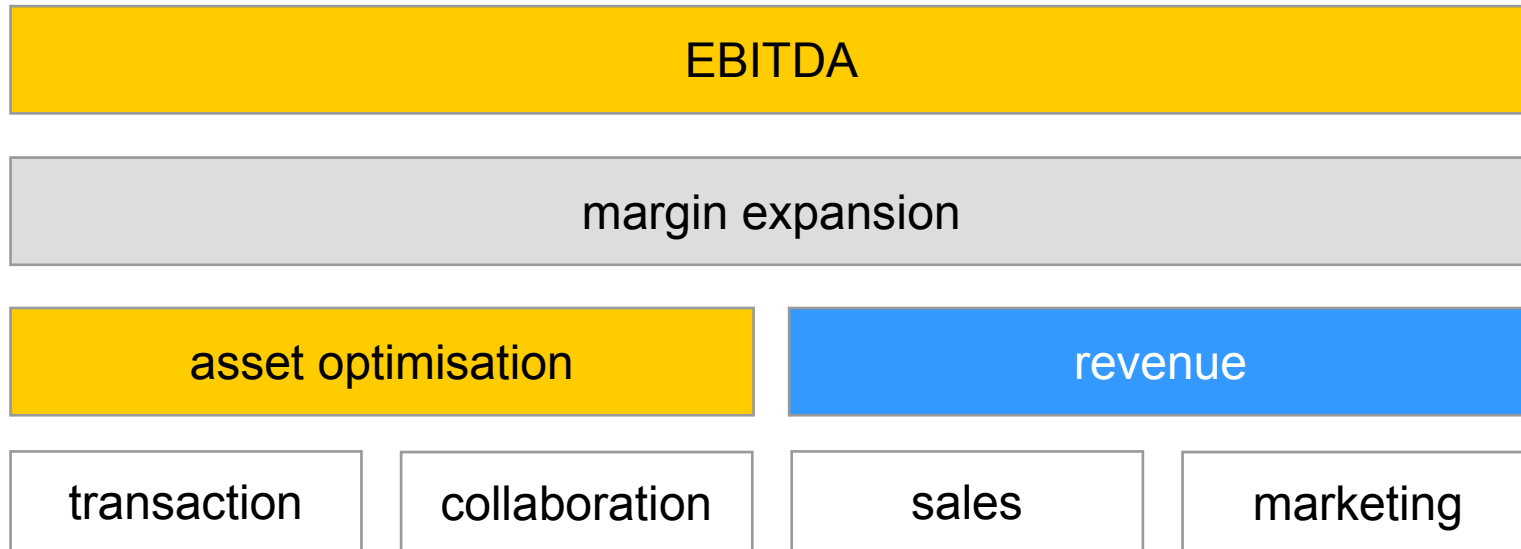 EBITDA
margin expansion
asset optimisation
revenue
transaction
collaboration
sales
marketing